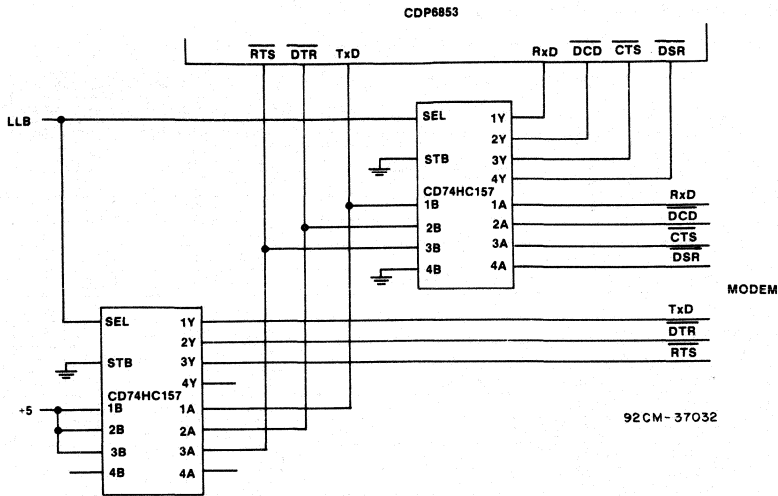 CDP6853
RTS DTR TxD RxD DCD CTS DSR
LLB
SEL 1Y
2Y
STB 3Y
4Y
CD74HC157
1B 1A RxD
2B 2A DCD
3B 3A CTS
4B 4A DSR
MODEM
SEL 1Y TxD
2Y DTR
STB 3Y RTS
4Y
CD74HC157
+5 1B 1A
2B 2A
3B 3A
4B 4A
92CM-37032